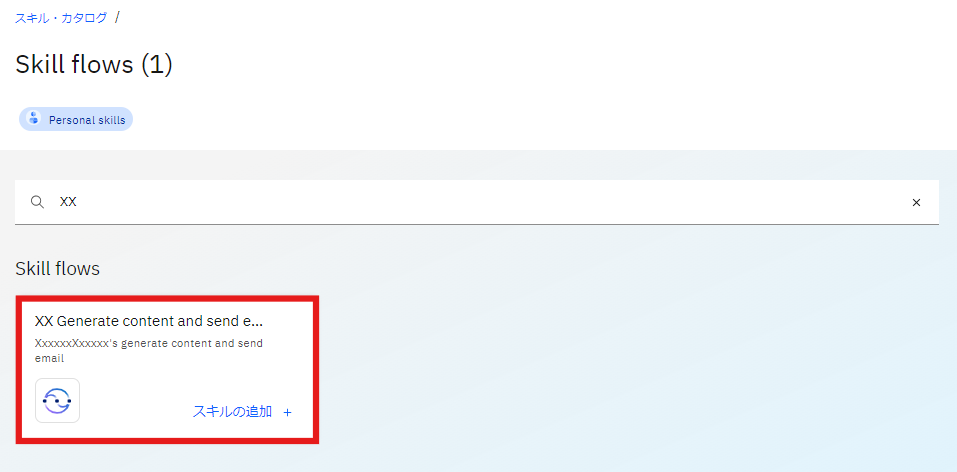 スキル・カタログ /
Skill flows (1)
Personal skills
XX
Skill flows
XX Generate content and send e...
XxxxxxXxxxxx's generate content and send
email
スキルの追加 +